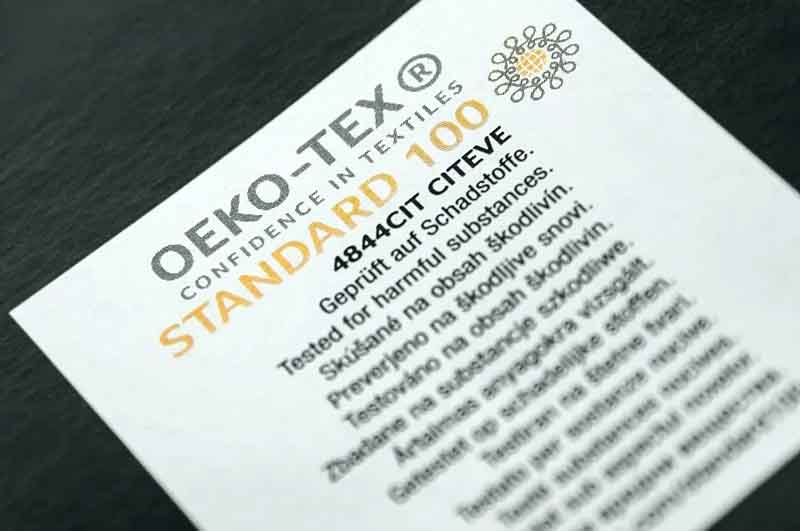 OEKO-TEX®
CONFIDENCE IN TEXTILES
STANDARD 100
4844CIT CITEVE
Geprüft auf Schadstoffe.
Tested for harmful substances.
Skúšané na obsah škodlivín.
Preverjeno na škodljive snovi.
Testováno na obsah škodlivin.
Zbadane na substancje szkodliwe.
Ártalmas anyagokra vizsgált.
Getestet op schadelijke stoffen.
Testiran na štetne tvari.